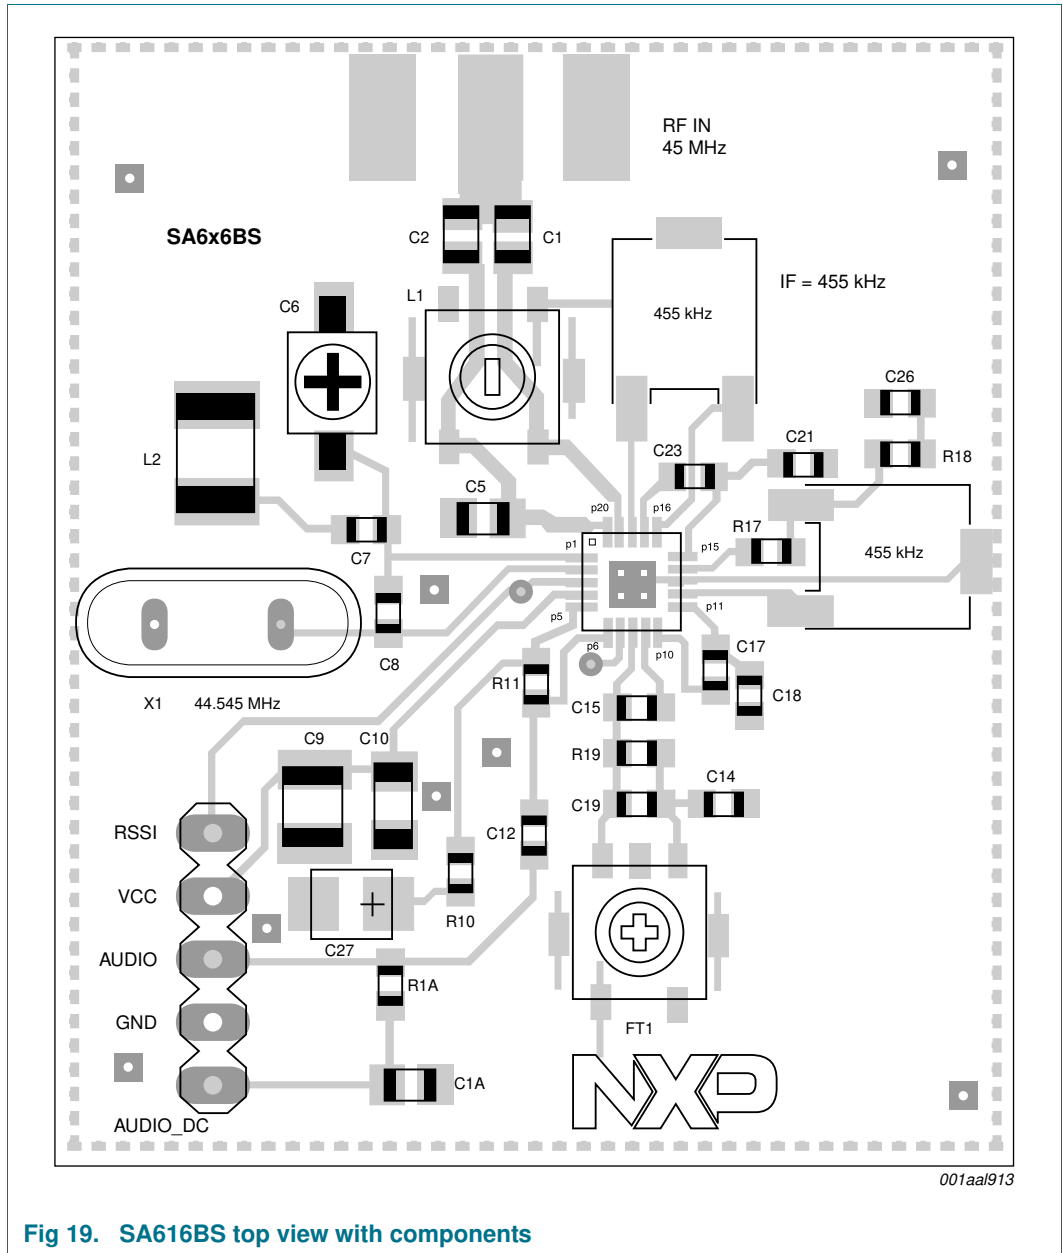 RF IN
45 MHz
SA6x6BS
C2
C1
C6
L1
455 kHz
IF = 455 kHz
C26
L2
C23
C21
R18
C5
p20
p16
R17
p1
p15
455 kHz
C7
p5
p11
p6
p10
C8
R11
C17
C18
X1 44.545 MHz
C15
C9
C10
R19
C14
C19
RSSI
C12
VCC
R10
C27
AUDIO
R1A
GND
FT1
C1A
NXP
AUDIO_DC
001aal913
Fig 19. SA616BS top view with components